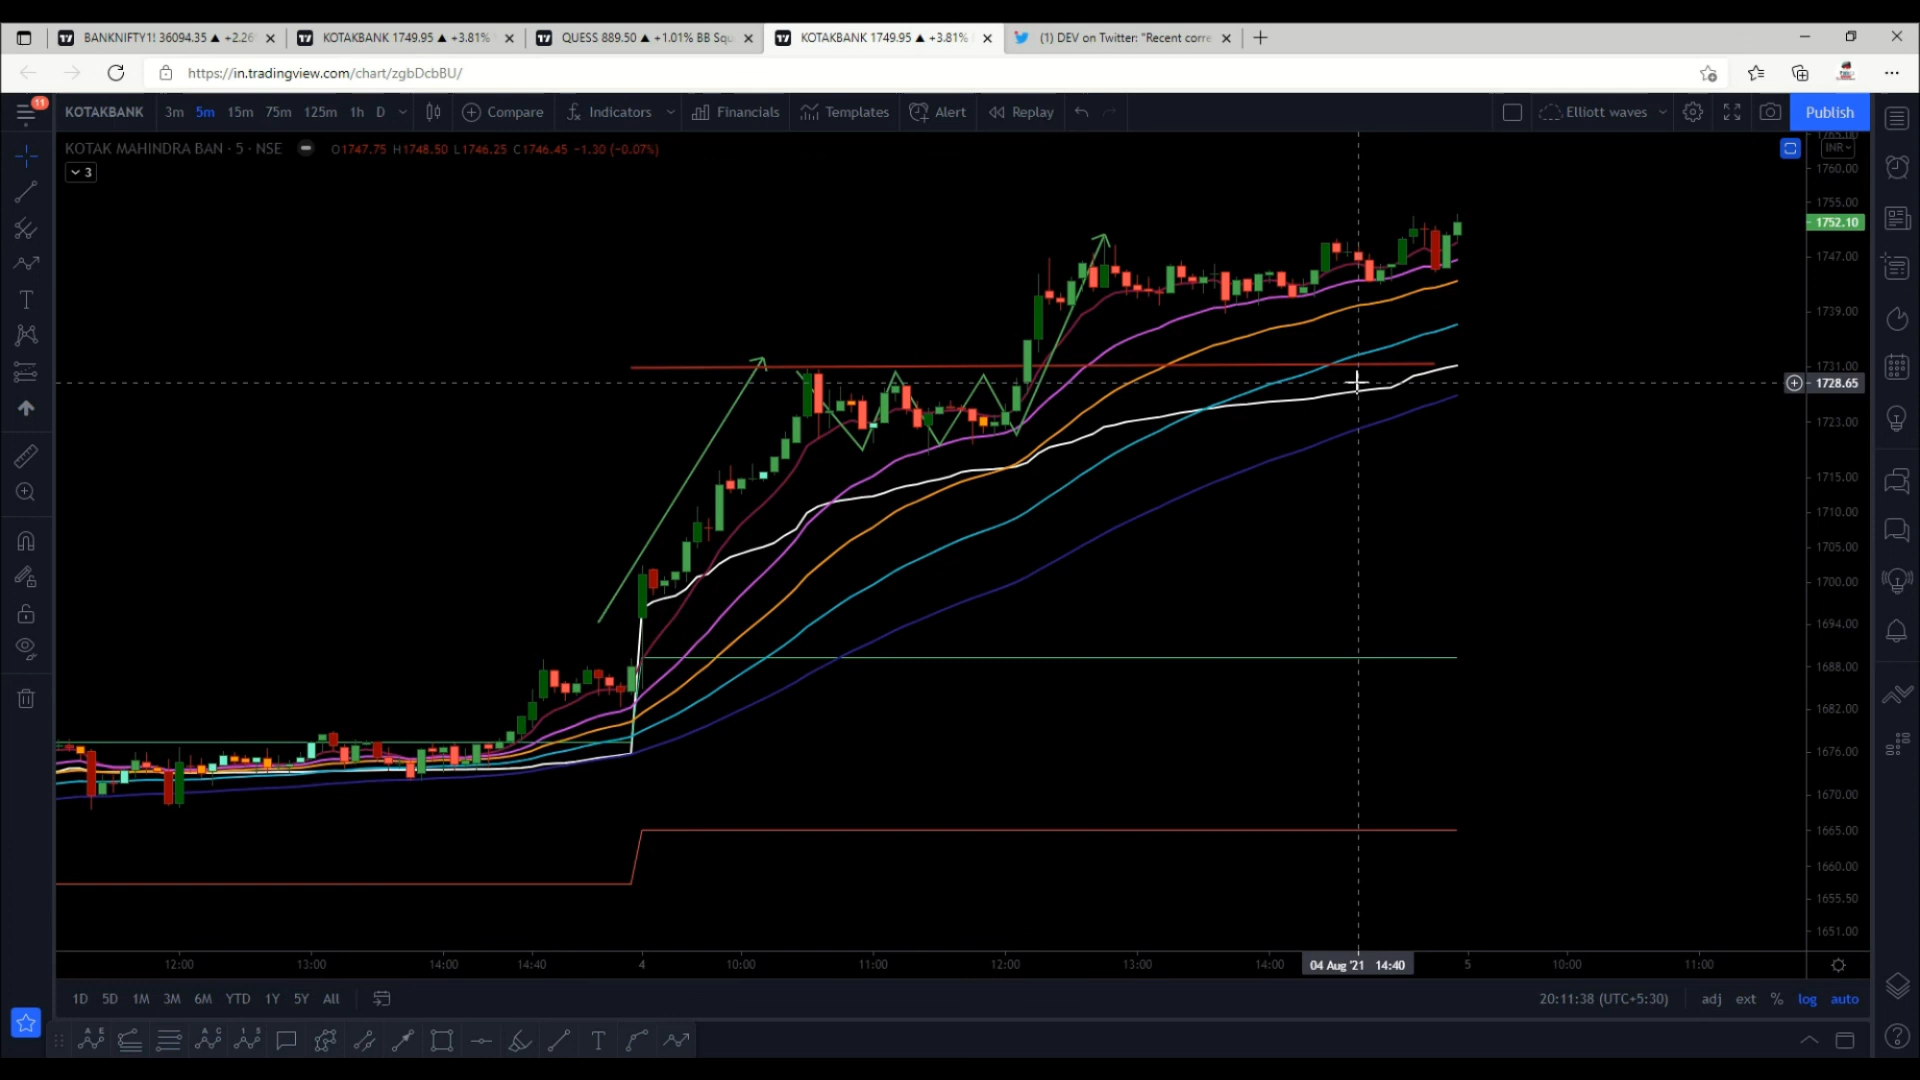 BANKNIFTY1! 36094.35 ▲ +2.26
KOTAKBANK 1749.95 ▲ +3.81%
QUESS 889.50 ▲ +1.01% BB Squ
KOTAKBANK 1749.95 ▲ +3.81%
(1) DEV on Twitter: "Recent corre
https://in.tradingview.com/chart/zgbDcbBU/
11
KOTAKBANK 3m 5m 15m 75m 125m 1h D Compare Indicators Financials Templates Alert Replay Elliott waves Publish
KOTAK MAHINDRA BAN · 5 · NSE O1747.75 H1748.50 L1746.25 C1746.45 −1.30 (−0.07%)
INR
3
1760.00
1755.00
1752.10
1747.00
1739.00
1731.00
1728.65
1723.00
1715.00
1710.00
1705.00
1700.00
1694.00
1688.00
1682.00
1676.00
1670.00
1665.00
1660.00
1655.50
1651.00
12:00 13:00 14:00 14:40 4 10:00 11:00 12:00 13:00 14:00 04 Aug '21 14:40 5 10:00 11:00
1D 5D 1M 3M 6M YTD 1Y 5Y All 20:11:38 (UTC+5:30) adj ext % log auto